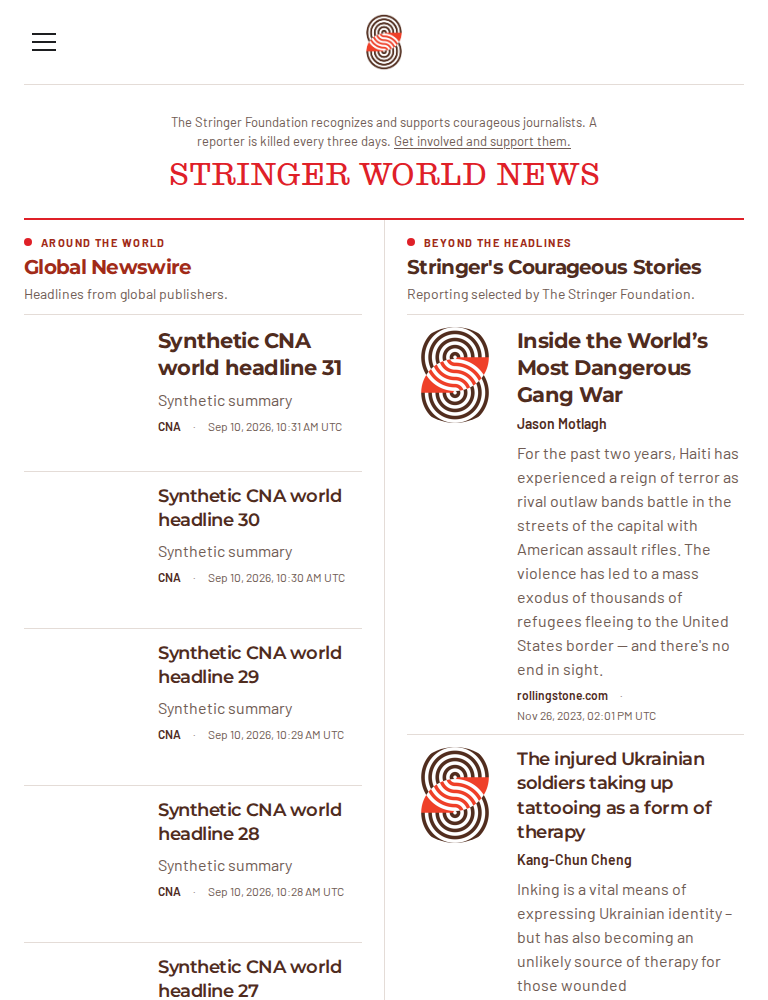 The Stringer Foundation recognizes and supports courageous journalists. A
reporter is killed every three days. Get involved and support them.
STRINGER WORLD NEWS
AROUND THE WORLD
Global Newswire
Headlines from global publishers.
Synthetic CNA
world headline 31
Synthetic summary
CNA · Sep 10, 2026, 10:31 AM UTC
Synthetic CNA world
headline 30
Synthetic summary
CNA · Sep 10, 2026, 10:30 AM UTC
Synthetic CNA world
headline 29
Synthetic summary
CNA · Sep 10, 2026, 10:29 AM UTC
Synthetic CNA world
headline 28
Synthetic summary
CNA · Sep 10, 2026, 10:28 AM UTC
Synthetic CNA world
headline 27
BEYOND THE HEADLINES
Stringer's Courageous Stories
Reporting selected by The Stringer Foundation.
Inside the World’s
Most Dangerous
Gang War
Jason Motlagh
For the past two years, Haiti has
experienced a reign of terror as
rival outlaw bands battle in the
streets of the capital with
American assault rifles. The
violence has led to a mass
exodus of thousands of
refugees fleeing to the United
States border — and there's no
end in sight.
rollingstone.com ·
Nov 26, 2023, 02:01 PM UTC
The injured Ukrainian
soldiers taking up
tattooing as a form of
therapy
Kang-Chun Cheng
Inking is a vital means of
expressing Ukrainian identity –
but has also becoming an
unlikely source of therapy for
those wounded